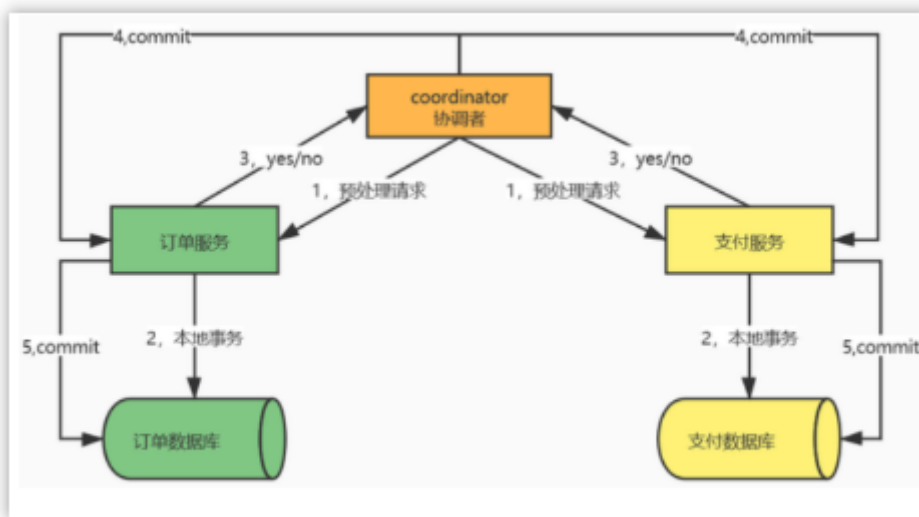 4,commit
4,commit
coordinator
协调者
3，yes/no
3，yes/no
1，预处理请求
1，预处理请求
订单服务
支付服务
2，本地事务
2，本地事务
5,commit
5,commit
订单数据库
支付数据库